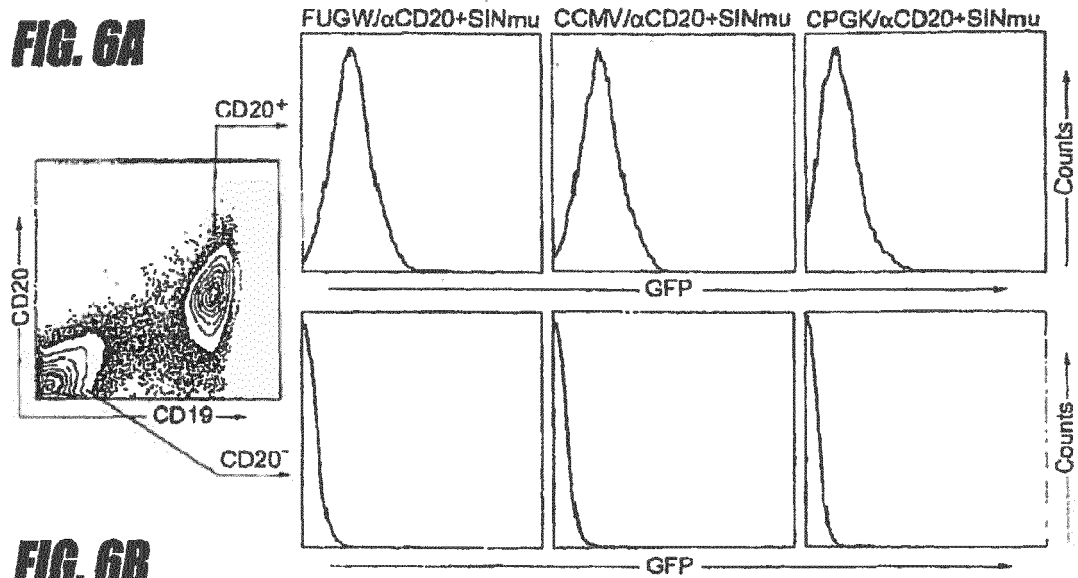 FIG. 6A
FUGW/αCD20+SINmu CCMV/αCD20+SINmu CPGK/αCD20+SINmu
CD20+
Counts
CD20
GFP
CD19
CD20-
Counts
FIG. 6B
GFP